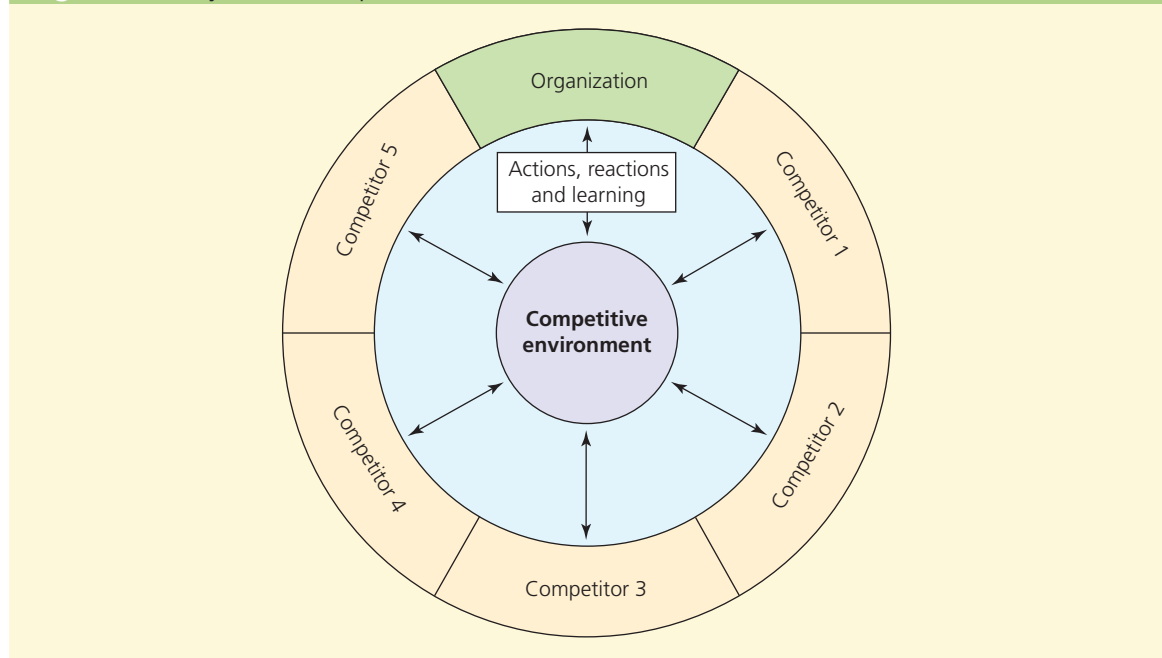 Organization
Actions, reactions
and learning
Competitor 5
Competitor 1
Competitive
environment
Competitor 4
Competitor 2
Competitor 3